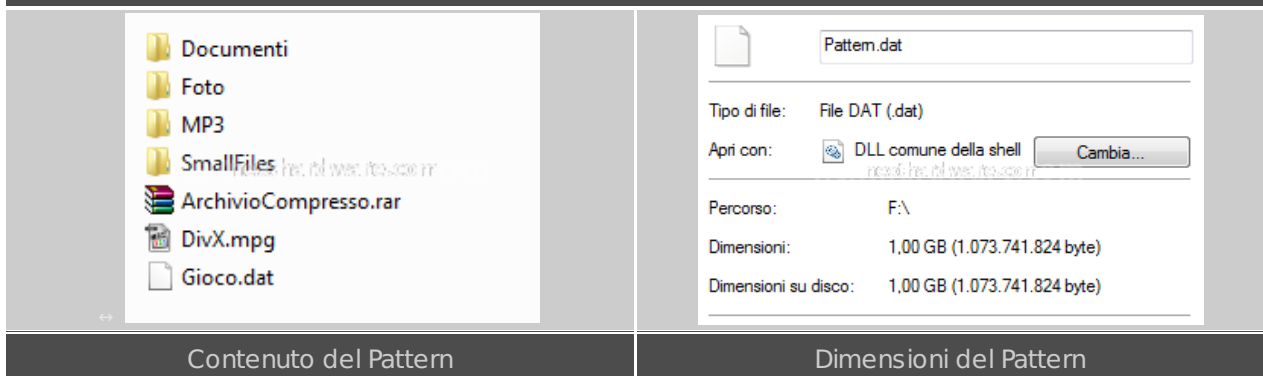 Documenti
Foto
MP3
SmallFiles
ArchivioCompresso.rar
DivX.mpg
Gioco.dat
Pattern.dat
Tipo di file: File DAT (.dat)
Apri con: DLL comune della shell Cambia...
Percorso: F:\
Dimensioni: 1,00 GB (1.073.741.824 byte)
Dimensioni su disco: 1,00 GB (1.073.741.824 byte)
Contenuto del Pattern
Dimensioni del Pattern